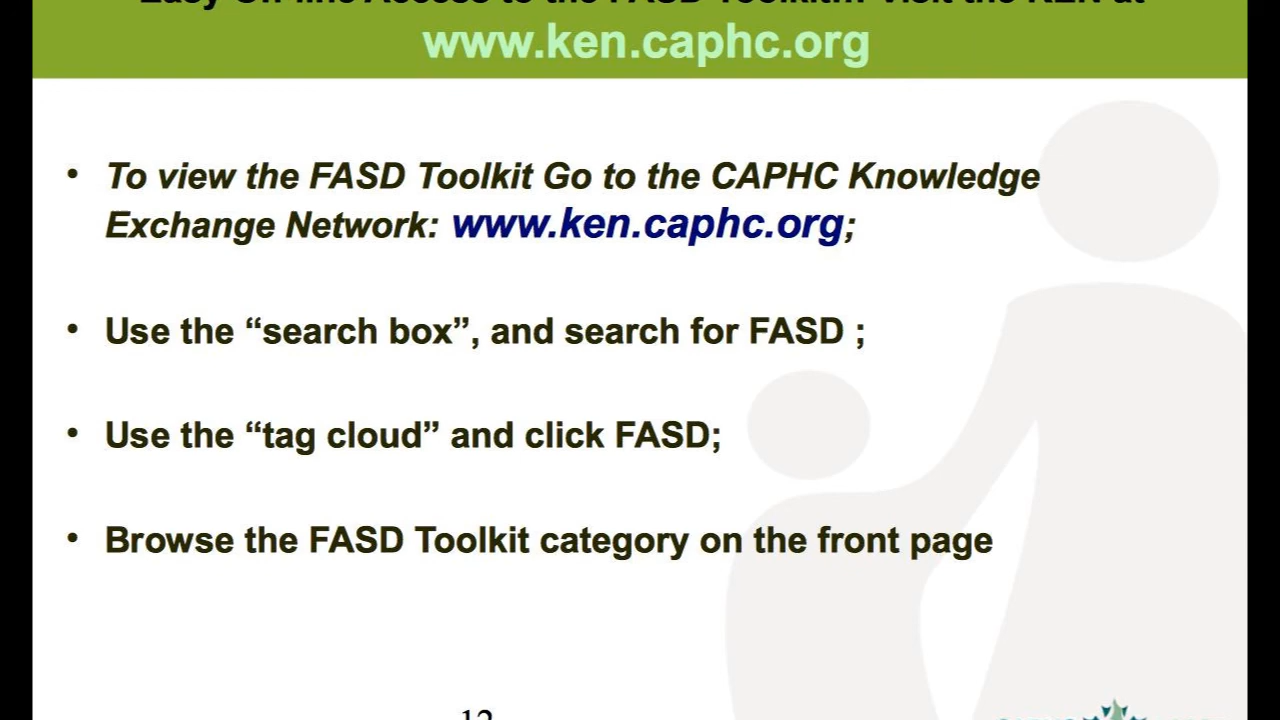 Easy On-line Access to the FASD Toolkit!!! Visit the KEN at
www.ken.caphc.org
• To view the FASD Toolkit Go to the CAPHC Knowledge
Exchange Network: www.ken.caphc.org;
• Use the “search box”, and search for FASD ;
• Use the “tag cloud” and click FASD;
• Browse the FASD Toolkit category on the front page
12